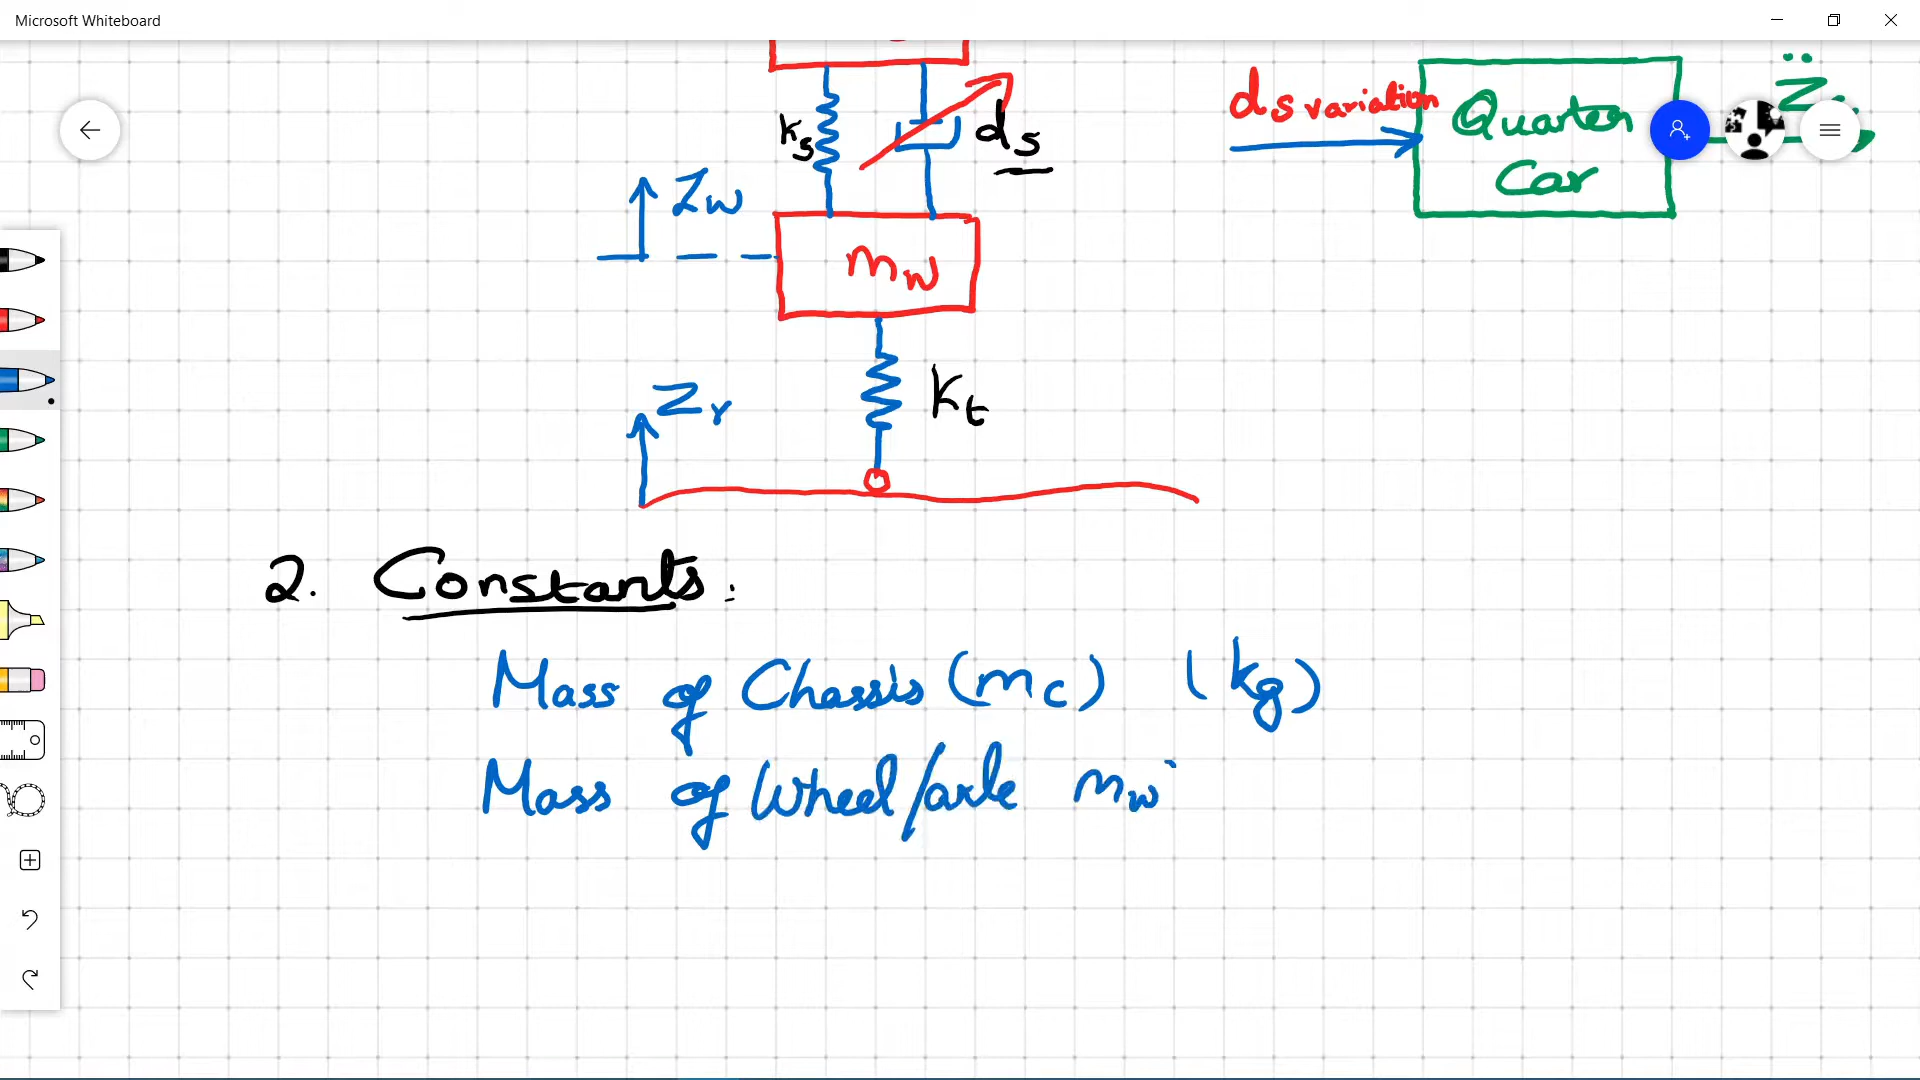 Microsoft Whiteboard
ks
ds
ds variation
Quarter
Car
Zw
mw
Zr
Kt
2. Constants:
Mass of Chassis (mc) (kg)
Mass of Wheel/axle mw